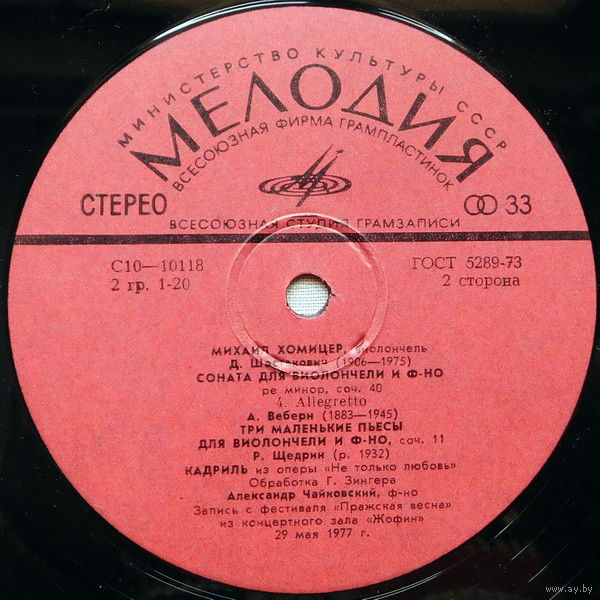 МИНИСТЕРСТВО КУЛЬТУРЫ СССР
МЕЛОДИЯ
ВСЕСОЮЗНАЯ ФИРМА ГРАМПЛАСТИНОК
СТЕРЕО
33
ВСЕСОЮЗНАЯ СТУДИЯ ГРАМЗАПИСИ
С10—10118
ГОСТ 5289-73
2 гр. 1-20
2 сторона
МИХАИЛ ХОМИЦЕР, виолончель
Д. Шостакович (1906—1975)
СОНАТА ДЛЯ ВИОЛОНЧЕЛИ И Ф-НО
ре минор, соч. 40
4. Allegretto
А. Веберн (1883—1945)
ТРИ МАЛЕНЬКИЕ ПЬЕСЫ
ДЛЯ ВИОЛОНЧЕЛИ И Ф-НО, соч. 11
Р. Щедрин (р. 1932)
КАДРИЛЬ из оперы «Не только любовь»
Обработка Г. Зингера
Александр Чайковский, ф-но
Запись с фестиваля «Пражская весна»
из концертного зала «Жофин»
29 мая 1977 г.
www.ay.by